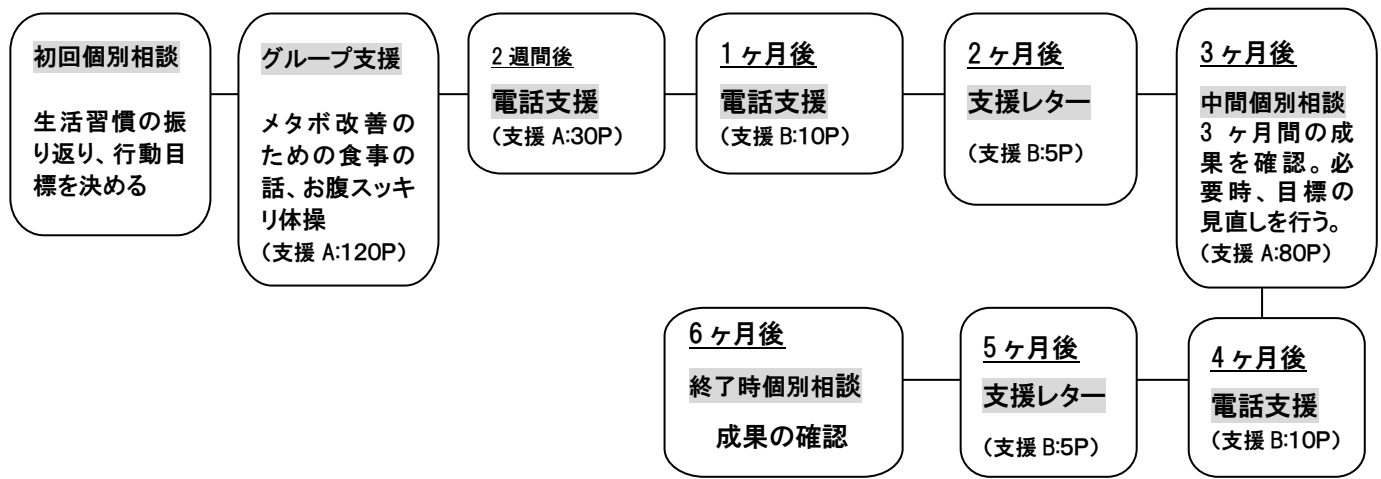 初回個別相談
生活習慣の振
り返り、行動目
標を決める
グループ支援
メタボ改善の
ための食事の
話、お腹スッキ
リ体操
（支援 A:120P）
2 週間後
電話支援
（支援 A:30P）
1 ヶ月後
電話支援
（支援 B:10P）
2 ヶ月後
支援レター
（支援 B:5P）
3 ヶ月後
中間個別相談
3 ヶ月間の成
果を確認。必
要時、目標の
見直しを行う。
（支援 A:80P）
4 ヶ月後
電話支援
（支援 B:10P）
5 ヶ月後
支援レター
（支援 B:5P）
6 ヶ月後
終了時個別相談
成果の確認